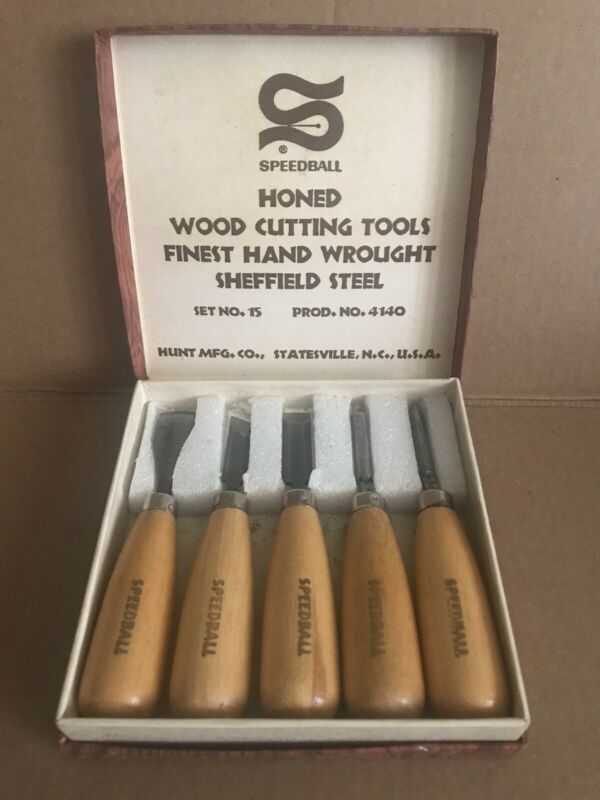 ®
SPEEDBALL
HONED
WOOD CUTTING TOOLS
FINEST HAND WROUGHT
SHEFFIELD STEEL
SET NO. 15 PROD. NO. 4140
HUNT MFG. CO., STATESVILLE, N.C., U.S.A.
SPEEDBALL
SPEEDBALL
SPEEDBALL
SPEEDBALL
SPEEDBALL